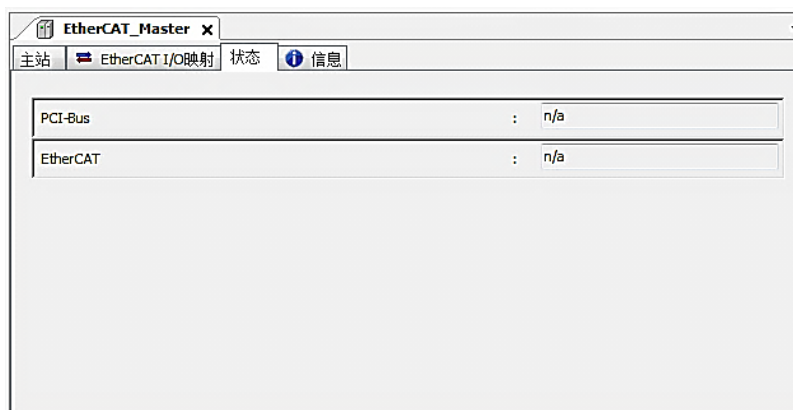 EtherCAT_Master x
主站 EtherCAT I/O映射 状态 信息
PCI-Bus : n/a
EtherCAT : n/a